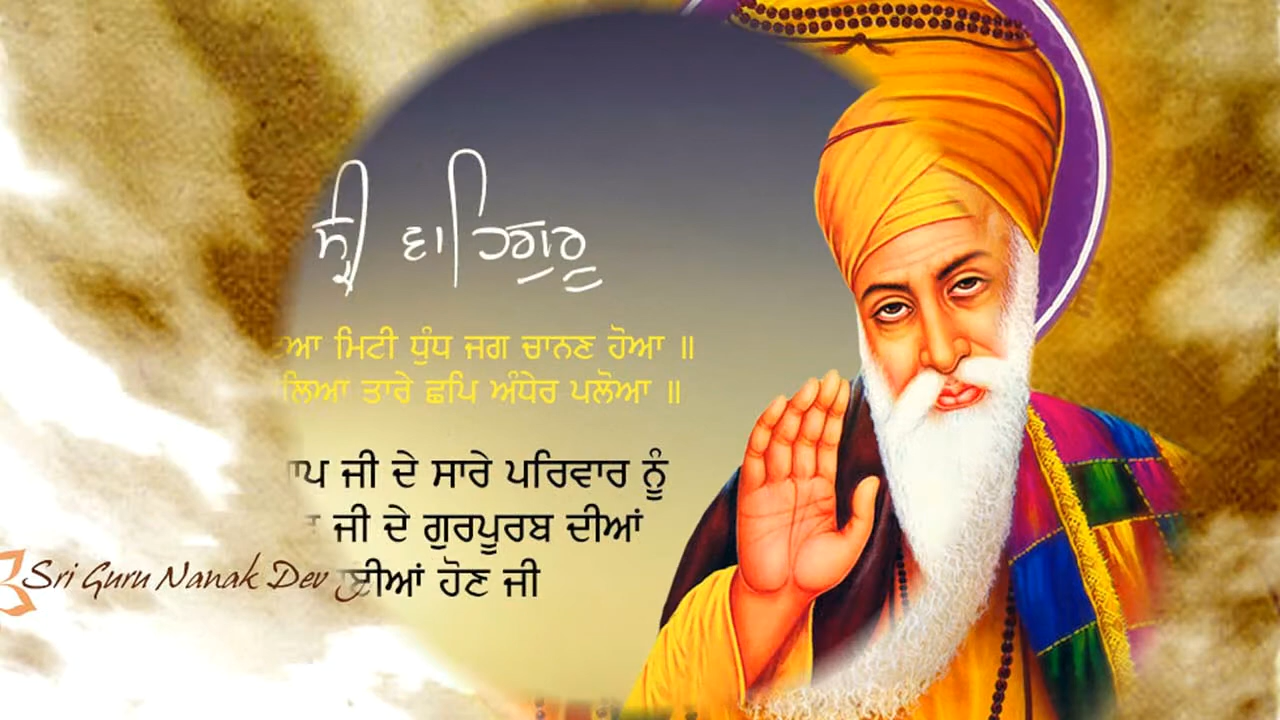 ਸ੍ਰੀ ਵਾਹਿਗੁਰੂ
ਮਿਟੀ ਧੁੰਧ ਜਗ ਚਾਨਣ ਹੋਆ ॥
ਤਾਰੇ ਛਪਿ ਅੰਧੇਰ ਪਲੋਆ ॥
ਜੀ ਦੇ ਸਾਰੇ ਪਰਿਵਾਰ ਨੂੰ
ਜੀ ਦੇ ਗੁਰਪੂਰਬ ਦੀਆਂ
ਹੋਣ ਜੀ
Sri Guru Nanak Dev